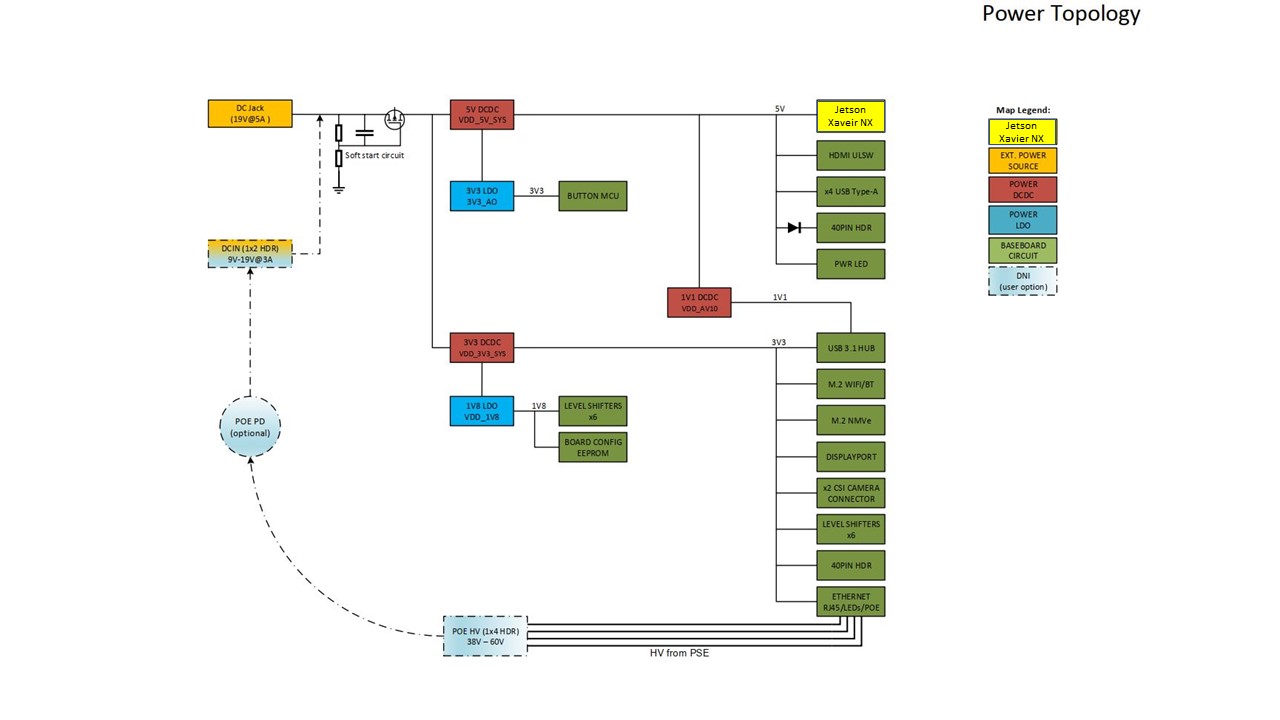 Power Topology
DC Jack
(19V@5A )
Soft start circuit
5V DCDC
VDD_5V_SYS
5V
Jetson
Xaveir NX
HDMI ULSW
x4 USB Type-A
40PIN HDR
PWR LED
3V3 LDO
3V3_AO
3V3
BUTTON MCU
DCIN (1x2 HDR)
9V-19V@3A
1V1 DCDC
VDD_AV10
1V1
3V3 DCDC
VDD_3V3_SYS
3V3
USB 3.1 HUB
M.2 WIFI/BT
M.2 NMVe
DISPLAYPORT
x2 CSI CAMERA
CONNECTOR
LEVEL SHIFTERS
x6
40PIN HDR
ETHERNET
RJ45/LEDs/POE
1V8 LDO
VDD_1V8
1V8
LEVEL SHIFTERS
x6
BOARD CONFIG
EEPROM
POE PD
(optional)
POE HV (1x4 HDR)
38V – 60V
HV from PSE
Map Legend:
Jetson
Xavier NX
EXT. POWER
SOURCE
POWER
DCDC
POWER
LDO
BASEBOARD
CIRCUIT
DNI
(user option)